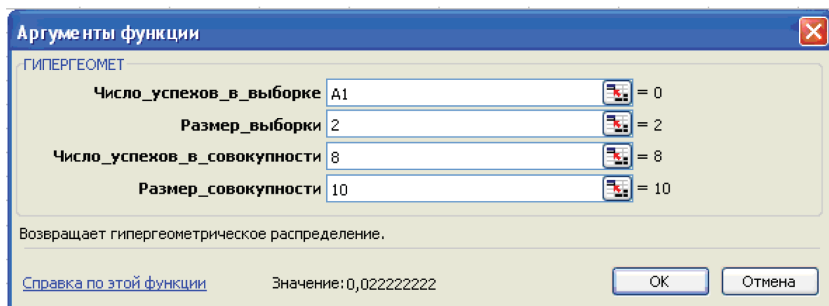 Аргументы функции
ГИПЕРГЕОМЕТ
Число_успехов_в_выборке A1 = 0
Размер_выборки 2 = 2
Число_успехов_в_совокупности 8 = 8
Размер_совокупности 10 = 10
Возвращает гипергеометрическое распределение.
Справка по этой функции Значение:0,022222222 ОК Отмена